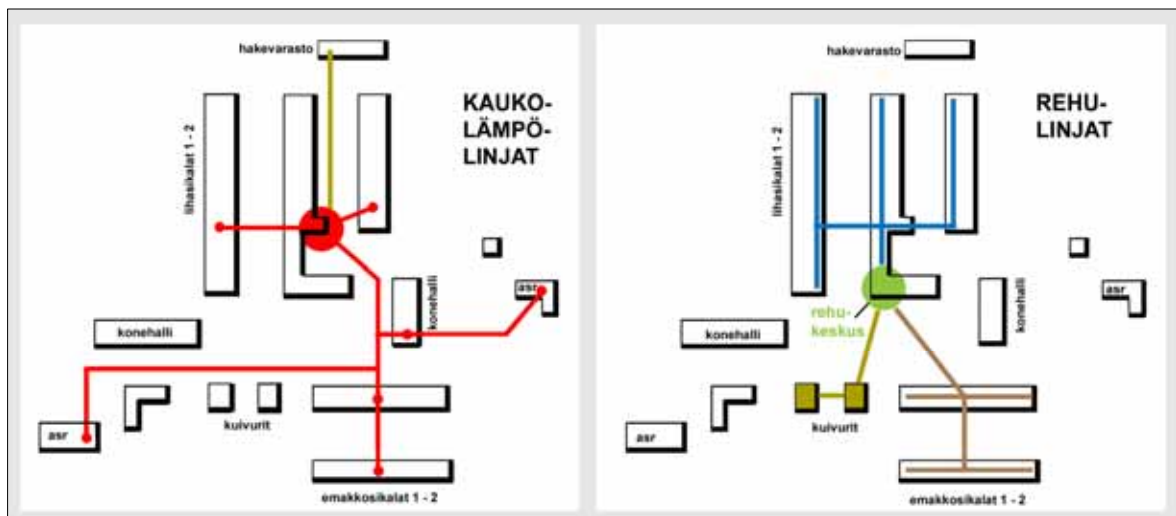 hakevarasto
KAUKO-
LÄMPÖ-
LINJAT
lihasikalat 1 - 2
konehalli
asr
konehalli
kuivurit
asr
emakkosikalat 1 - 2
hakevarasto
REHU-
LINJAT
lihasikalat 1 - 2
asr
konehalli
rehu-
keskus
konehalli
kuivurit
asr
emakkosikalat 1 - 2